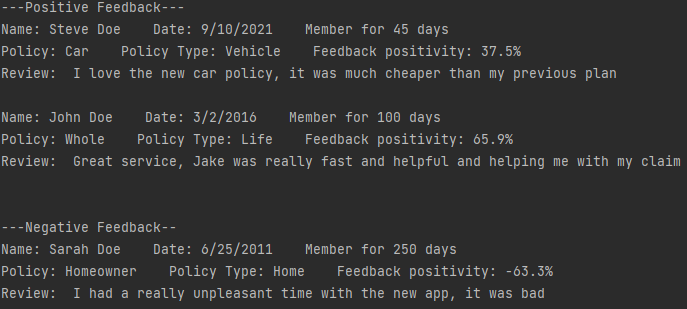 ---Positive Feedback---
Name: Steve Doe    Date: 9/10/2021    Member for 45 days
Policy: Car    Policy Type: Vehicle    Feedback positivity: 37.5%
Review:  I love the new car policy, it was much cheaper than my previous plan
Name: John Doe    Date: 3/2/2016    Member for 100 days
Policy: Whole    Policy Type: Life    Feedback positivity: 65.9%
Review:  Great service, Jake was really fast and helpful and helping me with my claim
---Negative Feedback--
Name: Sarah Doe    Date: 6/25/2011    Member for 250 days
Policy: Homeowner    Policy Type: Home    Feedback positivity: -63.3%
Review:  I had a really unpleasant time with the new app, it was bad